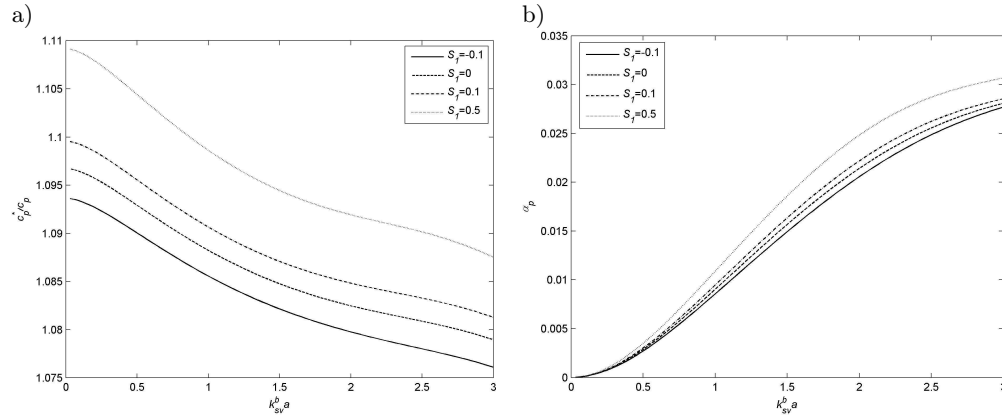 a)
1.11
1.105
1.1
1.095
1.09
1.085
1.08
1.075
c*p/cp
0 0.5 1 1.5 2 2.5 3
k^b_sv a
S1=-0.1
S1=0
S1=0.1
S1=0.5
b)
0.035
0.03
0.025
0.02
0.015
0.01
0.005
0
αp
0 0.5 1 1.5 2 2.5 3
k^b_sv a
S1=-0.1
S1=0
S1=0.1
S1=0.5